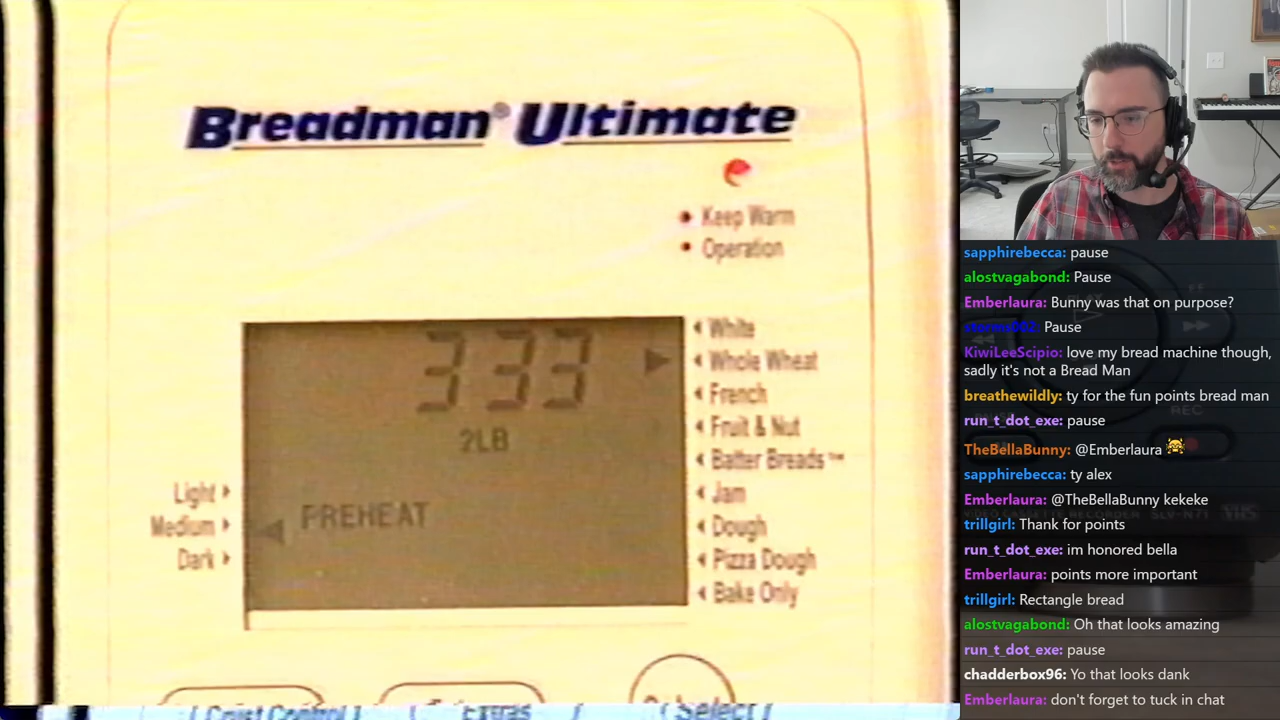 Breadman® Ultimate
Keep Warm
Operation
333
2LB
PREHEAT
White
Whole Wheat
French
Fruit & Nut
Batter Breads™
Jam
Dough
Pizza Dough
Bake Only
Light
Medium
Dark
Extras
Select
sapphirebecca: pause
alostvagabond: Pause
Emberlaura: Bunny was that on purpose?
storms002: Pause
KiwiLeeScipio: love my bread machine though,
sadly it's not a Bread Man
breathewildly: ty for the fun points bread man
run_t_dot_exe: pause
TheBellaBunny: @Emberlaura
sapphirebecca: ty alex
Emberlaura: @TheBellaBunny kekeke
trillgirl: Thank for points
run_t_dot_exe: im honored bella
Emberlaura: points more important
trillgirl: Rectangle bread
alostvagabond: Oh that looks amazing
run_t_dot_exe: pause
chadderbox96: Yo that looks dank
Emberlaura: don't forget to tuck in chat
REC
VHS